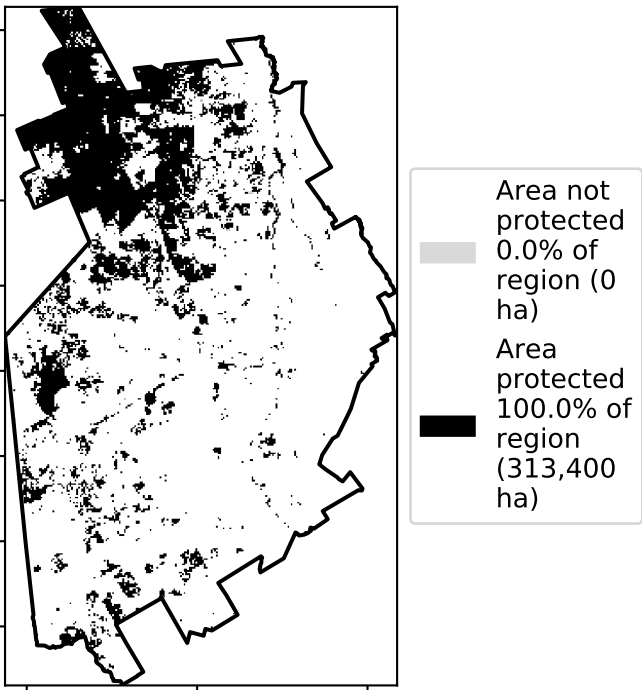 Area not
protected
0.0% of
region (0
ha)
Area
protected
100.0% of
region
(313,400
ha)